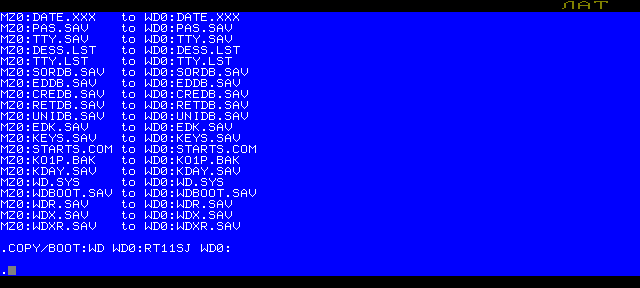 ЛАТ
MZ0:DATE.XXX   to WD0:DATE.XXX
MZ0:PAS.SAV    to WD0:PAS.SAV
MZ0:TTY.SAV    to WD0:TTY.SAV
MZ0:DESS.LST   to WD0:DESS.LST
MZ0:TTY.LST    to WD0:TTY.LST
MZ0:SORDB.SAV  to WD0:SORDB.SAV
MZ0:EDDB.SAV   to WD0:EDDB.SAV
MZ0:CREDB.SAV  to WD0:CREDB.SAV
MZ0:RETDB.SAV  to WD0:RETDB.SAV
MZ0:UNIDB.SAV  to WD0:UNIDB.SAV
MZ0:EDK.SAV    to WD0:EDK.SAV
MZ0:KEYS.SAV   to WD0:KEYS.SAV
MZ0:STARTS.COM to WD0:STARTS.COM
MZ0:KO1P.BAK   to WD0:KO1P.BAK
MZ0:KDAY.SAV   to WD0:KDAY.SAV
MZ0:WD.SYS     to WD0:WD.SYS
MZ0:WDBOOT.SAV to WD0:WDBOOT.SAV
MZ0:WDR.SAV    to WD0:WDR.SAV
MZ0:WDX.SAV    to WD0:WDX.SAV
MZ0:WDXR.SAV   to WD0:WDXR.SAV
.COPY/BOOT:WD WD0:RT11SJ WD0:
.